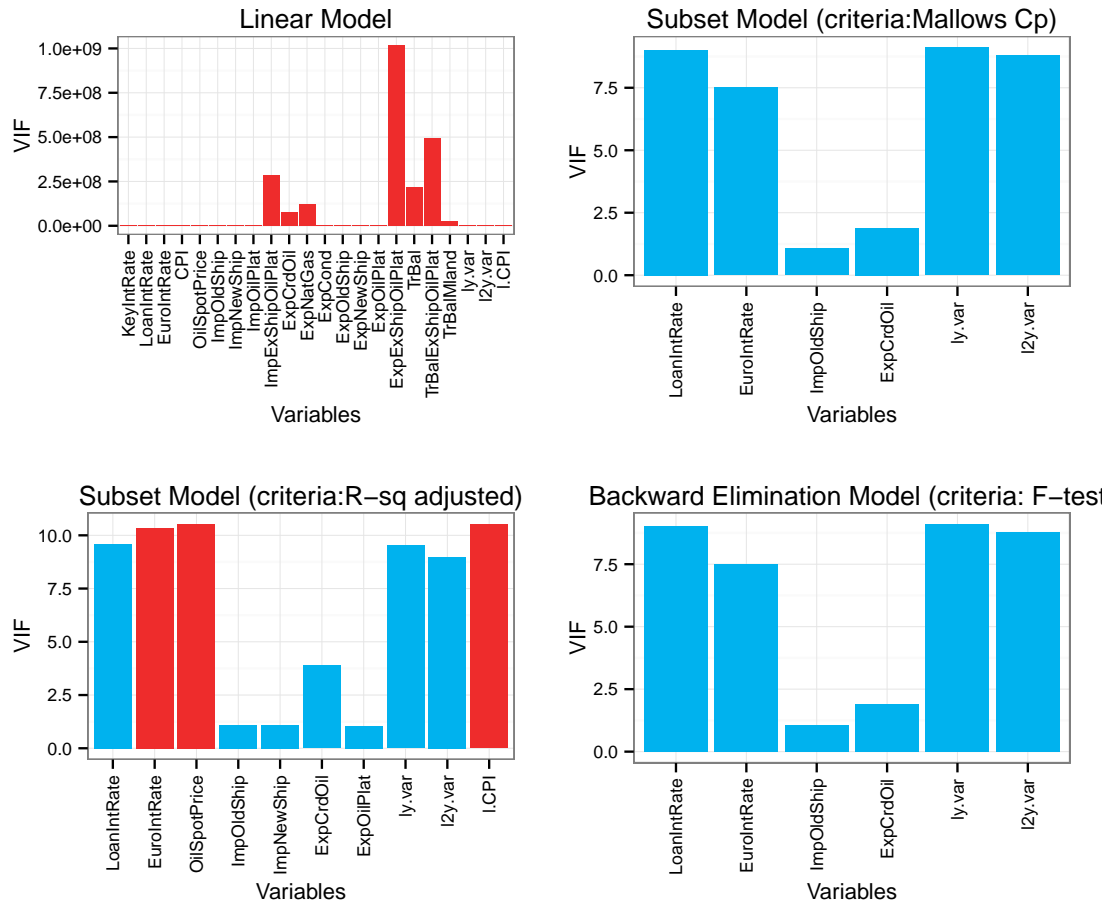 Linear Model
VIF
1.0e+09
7.5e+08
5.0e+08
2.5e+08
0.0e+00
KeyIntRate
LoanIntRate
EuroIntRate
CPI
OilSpotPrice
ImpOldShip
ImpNewShip
ImpOilPlat
ImpExShipOilPlat
ExpCrdOil
ExpNatGas
ExpCond
ExpOldShip
ExpNewShip
ExpOilPlat
ExpExShipOilPlat
TrBal
TrBalExShipOilPlat
TrBalMland
ly.var
l2y.var
l.CPI
Variables
Subset Model (criteria:Mallows Cp)
VIF
7.5
5.0
2.5
0.0
LoanIntRate
EuroIntRate
ImpOldShip
ExpCrdOil
ly.var
l2y.var
Variables
Subset Model (criteria:R−sq adjusted)
VIF
10.0
7.5
5.0
2.5
0.0
LoanIntRate
EuroIntRate
OilSpotPrice
ImpOldShip
ImpNewShip
ExpCrdOil
ExpOilPlat
ly.var
l2y.var
l.CPI
Variables
Backward Elimination Model (criteria: F−test
VIF
7.5
5.0
2.5
0.0
LoanIntRate
EuroIntRate
ImpOldShip
ExpCrdOil
ly.var
l2y.var
Variables